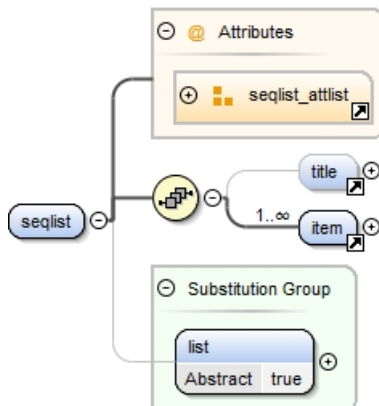 @ Attributes
seqlist_attlist
title
1..∞
item
seqlist
Substitution Group
list
Abstract true